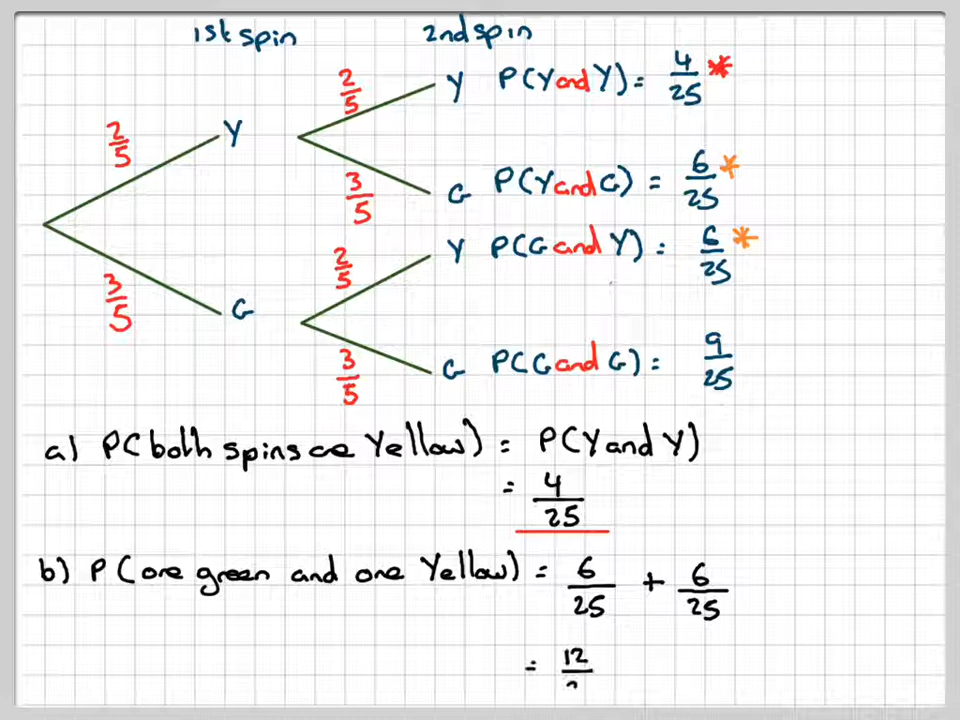 1st spin 2nd spin
2/5 Y P(Y and Y) = 4/25 *
2/5 Y
3/5 G P(Y and G) = 6/25 *
2/5 Y P(G and Y) = 6/25 *
3/5 G
3/5 G P(G and G) = 9/25
a) P(both spins are Yellow) = P(Y and Y)
= 4/25
b) P(one green and one Yellow) = 6/25 + 6/25
= 12/